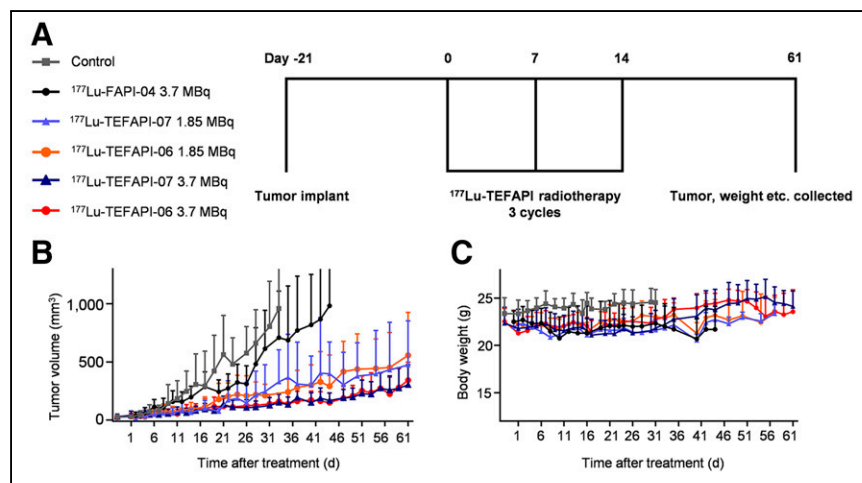 A
Control
¹⁷⁷Lu-FAPI-04 3.7 MBq
¹⁷⁷Lu-TEFAPI-07 1.85 MBq
¹⁷⁷Lu-TEFAPI-06 1.85 MBq
¹⁷⁷Lu-TEFAPI-07 3.7 MBq
¹⁷⁷Lu-TEFAPI-06 3.7 MBq
Day -21 0 7 14 61
Tumor implant
¹⁷⁷Lu-TEFAPI radiotherapy
3 cycles
Tumor, weight etc. collected
B
Tumor volume (mm³)
1,000
500
0
1 6 11 16 21 26 31 36 41 46 51 56 61
Time after treatment (d)
C
Body weight (g)
25
20
15
1 6 11 16 21 26 31 36 41 46 51 56 61
Time after treatment (d)